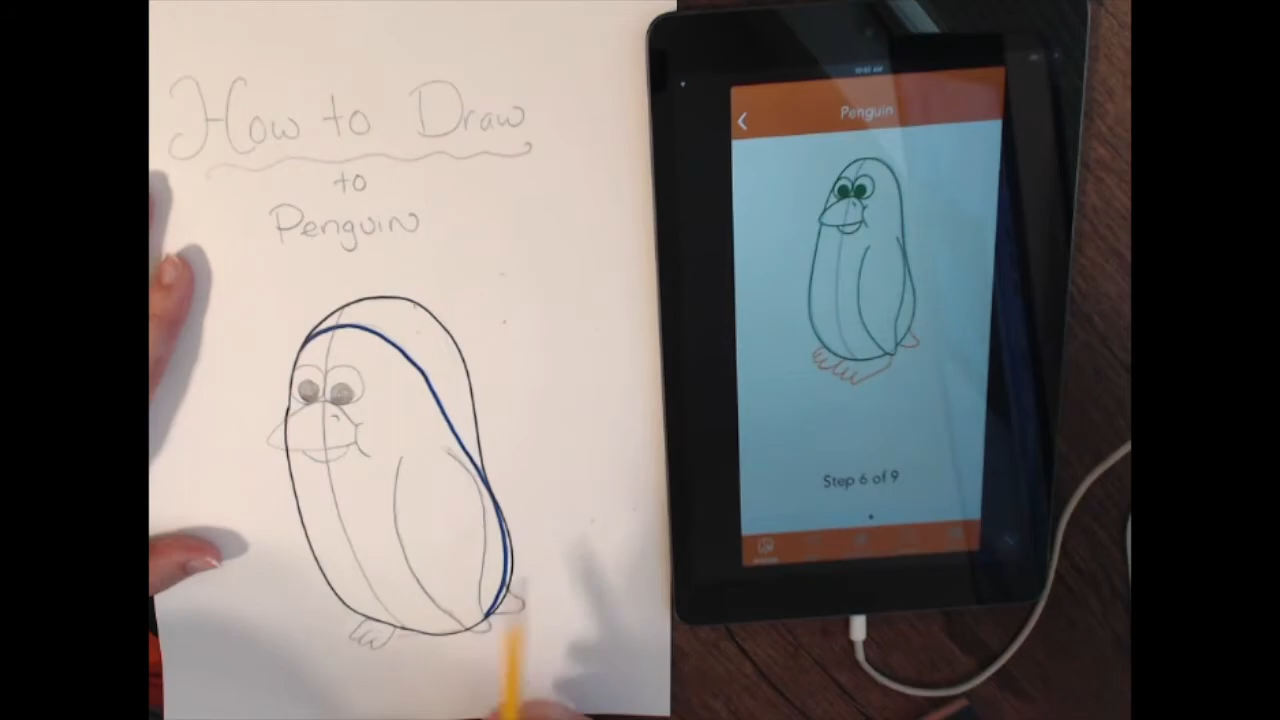 How to Draw
to
Penguin
Penguin
Step 6 of 9